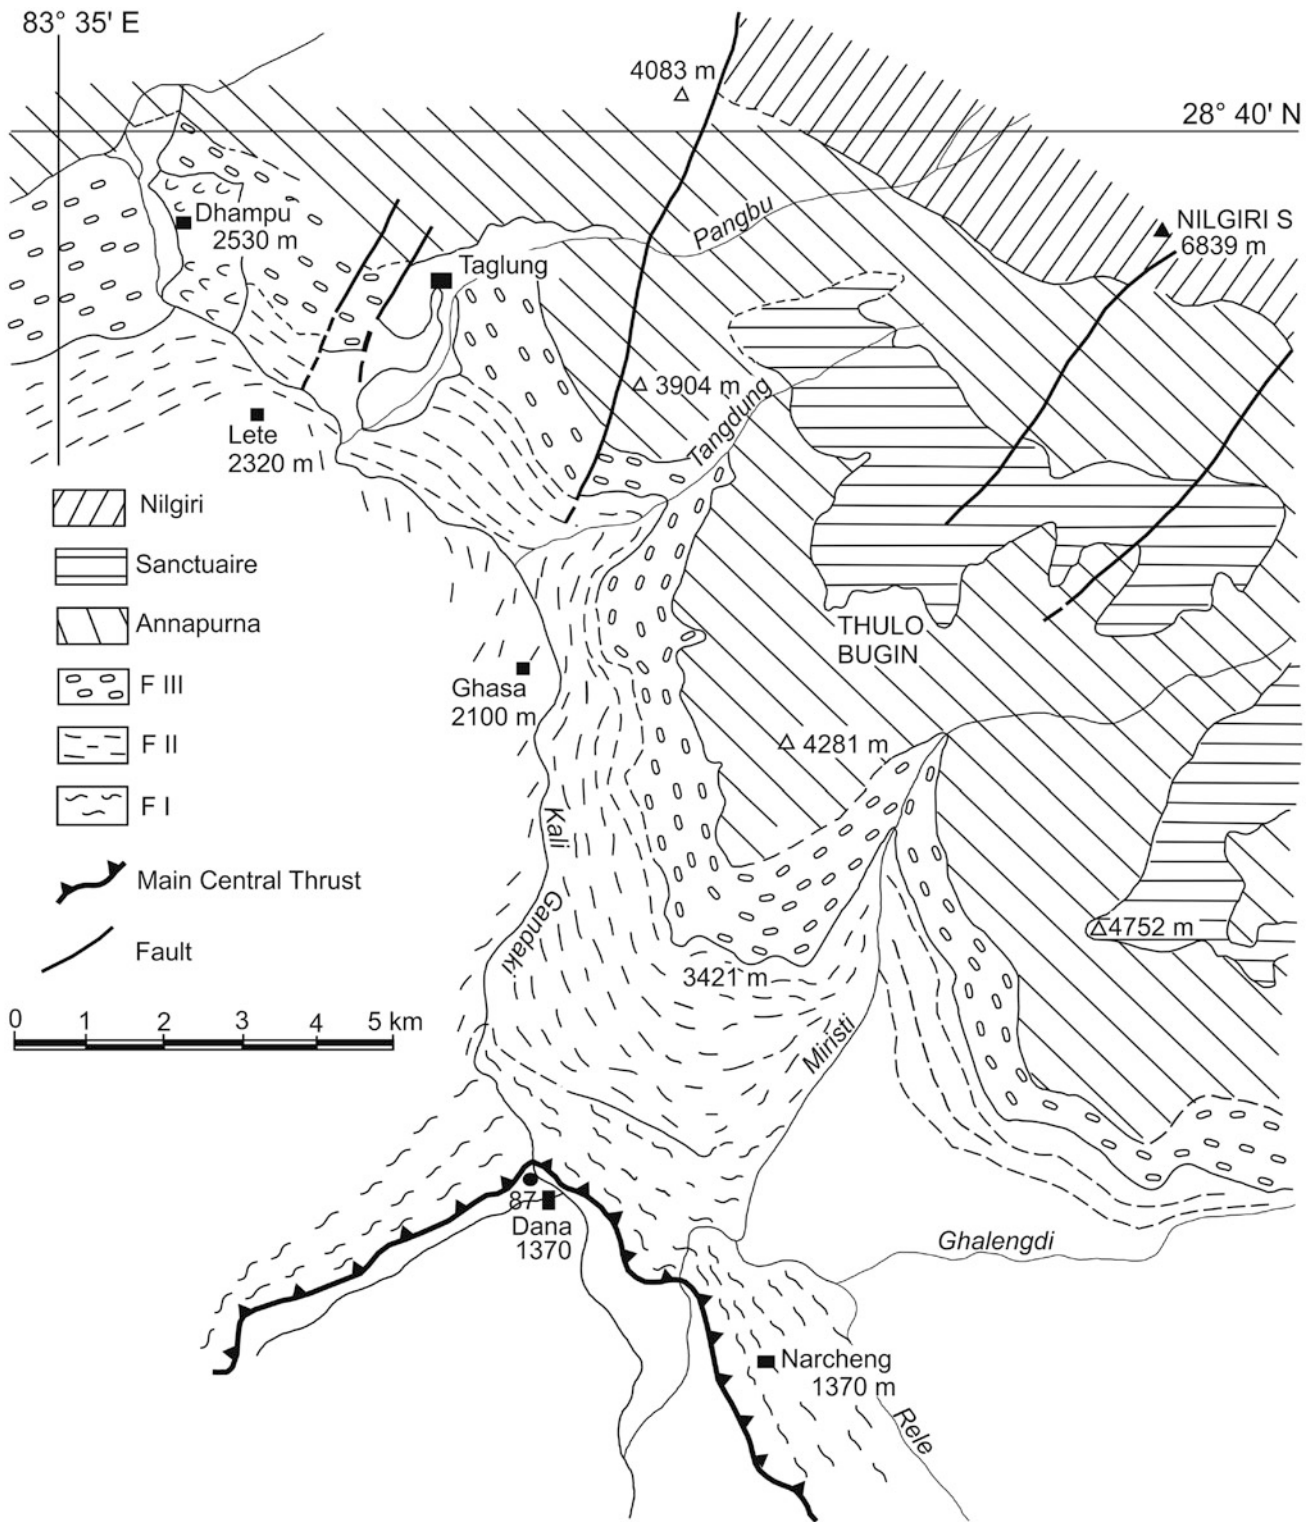 83° 35' E
4083 m
28° 40' N
Pangbu
NILGIRI S
6839 m
Dhampu
2530 m
Taglung
3904 m
Tangdung
Lete
2320 m
Nilgiri
Sanctuaire
Annapurna
F III
F II
F I
Main Central Thrust
Fault
0 1 2 3 4 5 km
THULO
BUGIN
Ghasa
2100 m
4281 m
Kali
Gandaki
4752 m
3421 m
Miristi
87
Dana
1370
Ghalengdi
Narcheng
1370 m
Rele